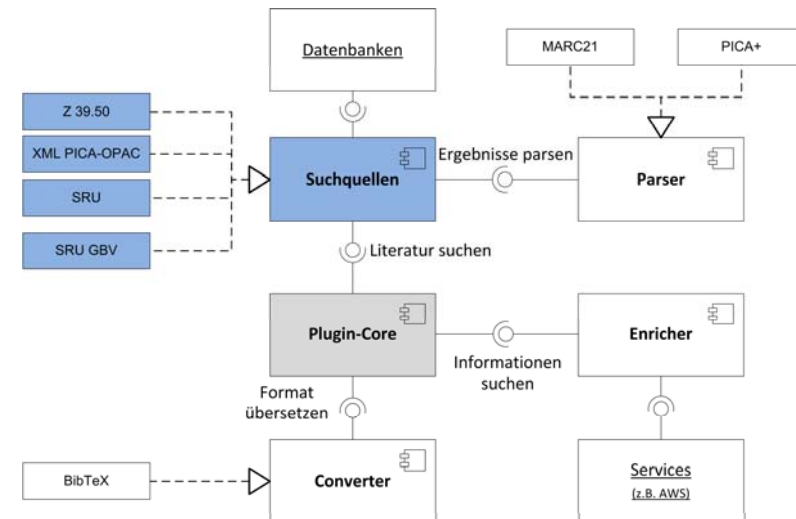 Datenbanken
MARC21
PICA+
Z 39.50
XML PICA-OPAC
SRU
SRU GBV
Suchquellen
Ergebnisse parsen
Parser
Literatur suchen
Plugin-Core
Informationen
suchen
Enricher
Format
übersetzen
BibTeX
Converter
Services
(z.B. AWS)